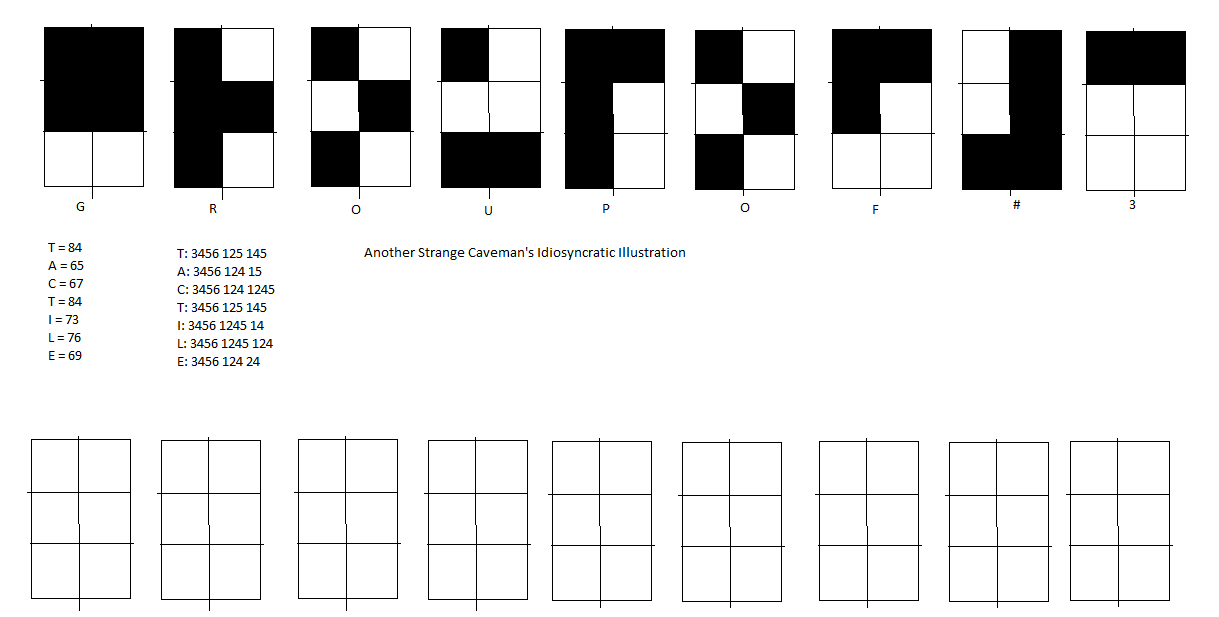 G R O U P O F # 3
T = 84
A = 65
C = 67
T = 84
I = 73
L = 76
E = 69
T: 3456 125 145
A: 3456 124 15
C: 3456 124 1245
T: 3456 125 145
I: 3456 1245 14
L: 3456 1245 124
E: 3456 124 24
Another Strange Caveman's Idiosyncratic Illustration